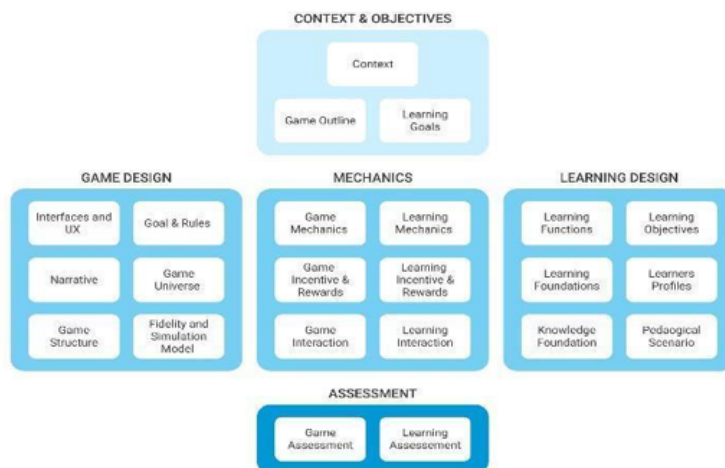 CONTEXT & OBJECTIVES
Context
Game Outline
Learning
Goals
GAME DESIGN
Interfaces and
UX
Goal & Rules
Narrative
Game
Universe
Game
Structure
Fidelity and
Simulation
Model
MECHANICS
Game
Mechanics
Learning
Mechanics
Game
Incentive &
Rewards
Learning
Incentive &
Rewards
Game
Interaction
Learning
Interaction
LEARNING DESIGN
Learning
Functions
Learning
Objectives
Learning
Foundations
Learners
Profiles
Knowledge
Foundation
Pedaogical
Scenario
ASSESSMENT
Game
Assessment
Learning
Assessement